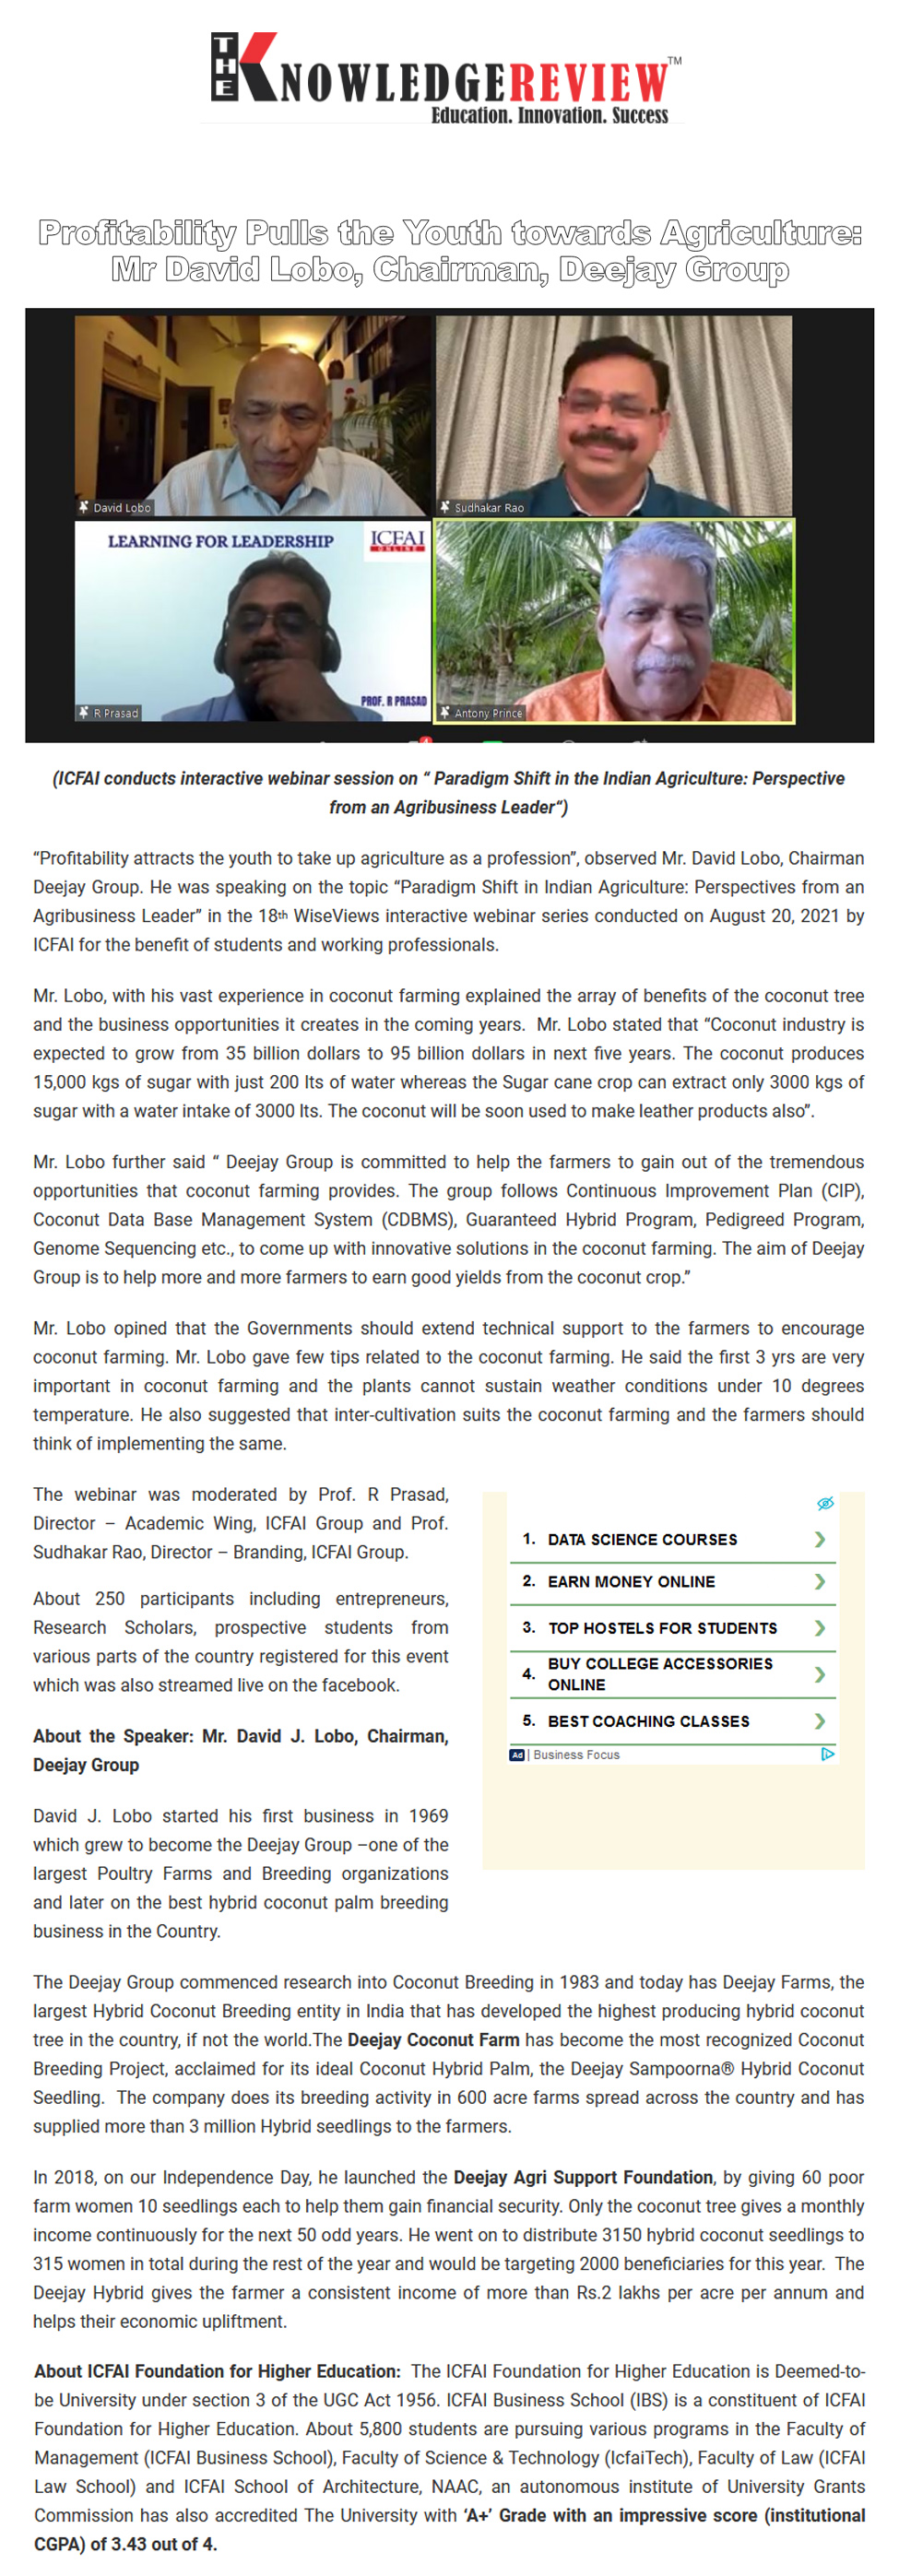 THE KNOWLEDGEREVIEW™
Education. Innovation. Success
Profitability Pulls the Youth towards Agriculture:
Mr David Lobo, Chairman, Deejay Group
David Lobo
Sudhakar Rao
LEARNING FOR LEADERSHIP
ICFAI
ONLINE
PROF. R PRASAD
R Prasad
Antony Prince
(ICFAI conducts interactive webinar session on “ Paradigm Shift in the Indian Agriculture: Perspective
from an Agribusiness Leader“)
“Profitability attracts the youth to take up agriculture as a profession”, observed Mr. David Lobo, Chairman
Deejay Group. He was speaking on the topic “Paradigm Shift in Indian Agriculture: Perspectives from an
Agribusiness Leader” in the 18th WiseViews interactive webinar series conducted on August 20, 2021 by
ICFAI for the benefit of students and working professionals.
Mr. Lobo, with his vast experience in coconut farming explained the array of benefits of the coconut tree
and the business opportunities it creates in the coming years. Mr. Lobo stated that “Coconut industry is
expected to grow from 35 billion dollars to 95 billion dollars in next five years. The coconut produces
15,000 kgs of sugar with just 200 lts of water whereas the Sugar cane crop can extract only 3000 kgs of
sugar with a water intake of 3000 lts. The coconut will be soon used to make leather products also”.
Mr. Lobo further said “ Deejay Group is committed to help the farmers to gain out of the tremendous
opportunities that coconut farming provides. The group follows Continuous Improvement Plan (CIP),
Coconut Data Base Management System (CDBMS), Guaranteed Hybrid Program, Pedigreed Program,
Genome Sequencing etc., to come up with innovative solutions in the coconut farming. The aim of Deejay
Group is to help more and more farmers to earn good yields from the coconut crop.”
Mr. Lobo opined that the Governments should extend technical support to the farmers to encourage
coconut farming. Mr. Lobo gave few tips related to the coconut farming. He said the first 3 yrs are very
important in coconut farming and the plants cannot sustain weather conditions under 10 degrees
temperature. He also suggested that inter-cultivation suits the coconut farming and the farmers should
think of implementing the same.
The webinar was moderated by Prof. R Prasad,
Director – Academic Wing, ICFAI Group and Prof.
Sudhakar Rao, Director – Branding, ICFAI Group.
About 250 participants including entrepreneurs,
Research Scholars, prospective students from
various parts of the country registered for this event
which was also streamed live on the facebook.
About the Speaker: Mr. David J. Lobo, Chairman,
Deejay Group
David J. Lobo started his first business in 1969
which grew to become the Deejay Group –one of the
largest Poultry Farms and Breeding organizations
and later on the best hybrid coconut palm breeding
business in the Country.
1. DATA SCIENCE COURSES
2. EARN MONEY ONLINE
3. TOP HOSTELS FOR STUDENTS
4. BUY COLLEGE ACCESSORIES
ONLINE
5. BEST COACHING CLASSES
Ad | Business Focus
The Deejay Group commenced research into Coconut Breeding in 1983 and today has Deejay Farms, the
largest Hybrid Coconut Breeding entity in India that has developed the highest producing hybrid coconut
tree in the country, if not the world.The Deejay Coconut Farm has become the most recognized Coconut
Breeding Project, acclaimed for its ideal Coconut Hybrid Palm, the Deejay Sampoorna® Hybrid Coconut
Seedling. The company does its breeding activity in 600 acre farms spread across the country and has
supplied more than 3 million Hybrid seedlings to the farmers.
In 2018, on our Independence Day, he launched the Deejay Agri Support Foundation, by giving 60 poor
farm women 10 seedlings each to help them gain financial security. Only the coconut tree gives a monthly
income continuously for the next 50 odd years. He went on to distribute 3150 hybrid coconut seedlings to
315 women in total during the rest of the year and would be targeting 2000 beneficiaries for this year. The
Deejay Hybrid gives the farmer a consistent income of more than Rs.2 lakhs per acre per annum and
helps their economic upliftment.
About ICFAI Foundation for Higher Education: The ICFAI Foundation for Higher Education is Deemed-to-
be University under section 3 of the UGC Act 1956. ICFAI Business School (IBS) is a constituent of ICFAI
Foundation for Higher Education. About 5,800 students are pursuing various programs in the Faculty of
Management (ICFAI Business School), Faculty of Science & Technology (IcfaiTech), Faculty of Law (ICFAI
Law School) and ICFAI School of Architecture, NAAC, an autonomous institute of University Grants
Commission has also accredited The University with ‘A+’ Grade with an impressive score (institutional
CGPA) of 3.43 out of 4.